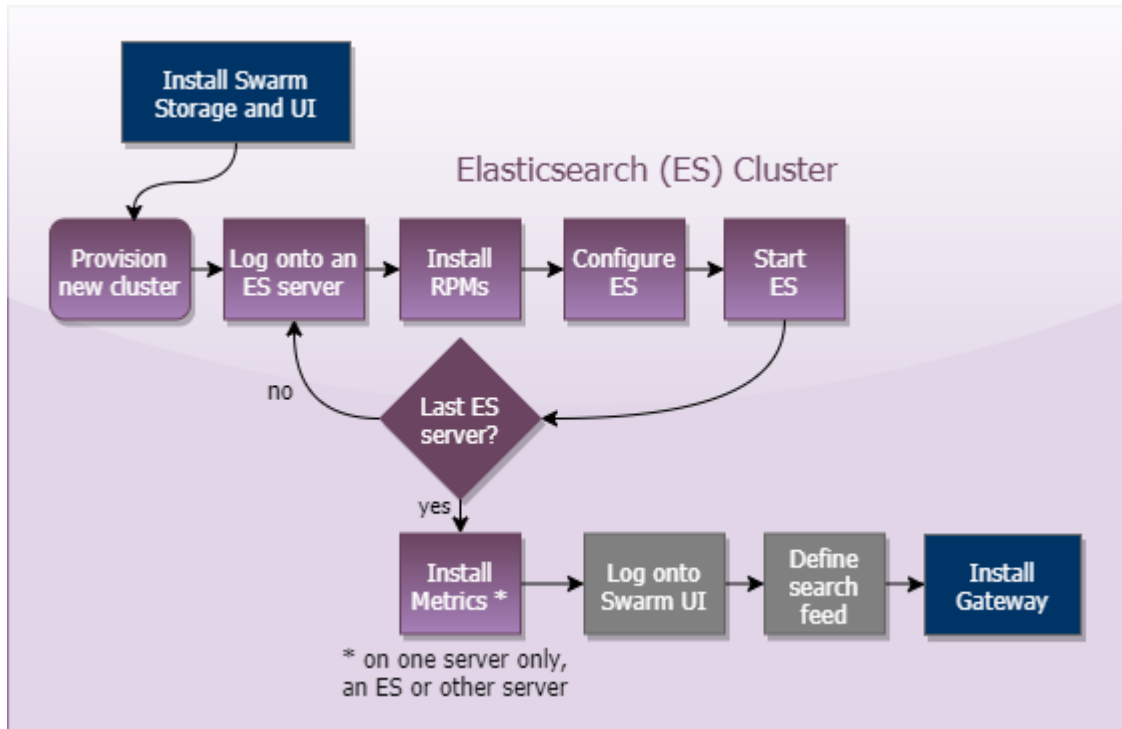 Install Swarm
Storage and UI
Elasticsearch (ES) Cluster
Provision
new cluster
Log onto an
ES server
Install
RPMs
Configure
ES
Start
ES
no
Last ES
server?
yes
Install
Metrics *
Log onto
Swarm UI
Define
search
feed
Install
Gateway
* on one server only,
an ES or other server